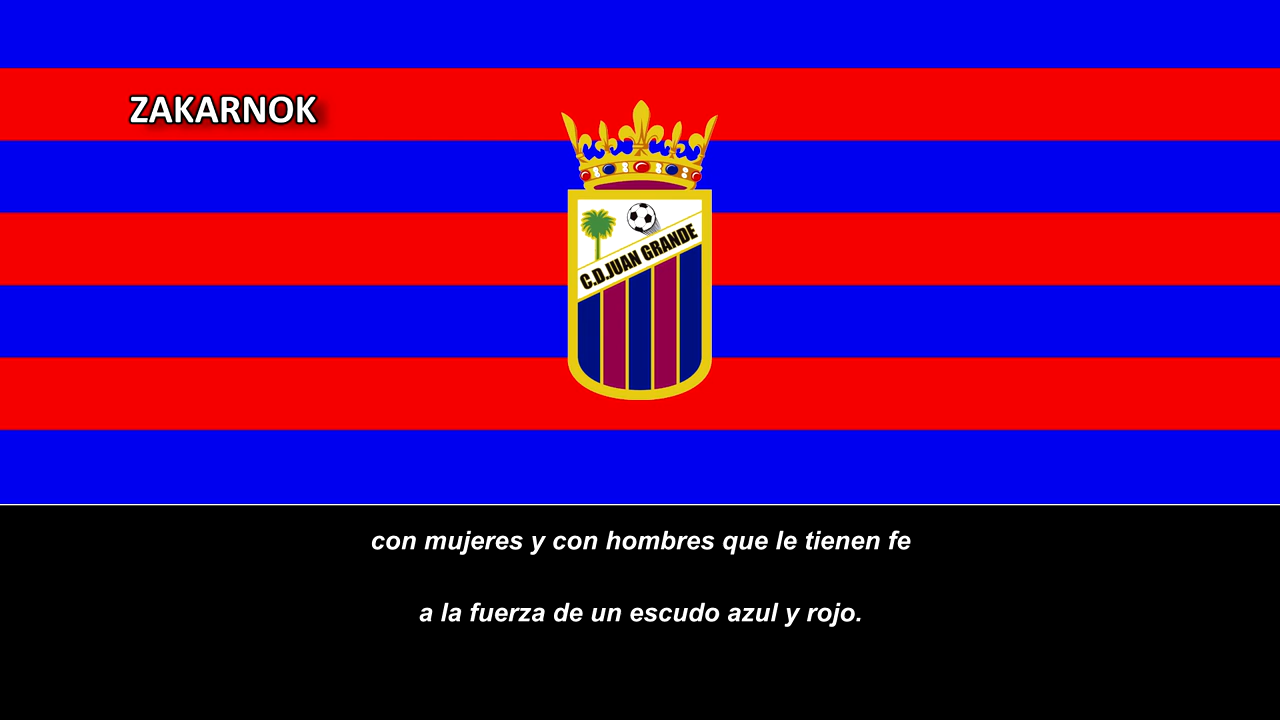 ZAKARNOK
C.D.JUAN GRANDE
con mujeres y con hombres que le tienen fe
a la fuerza de un escudo azul y rojo.